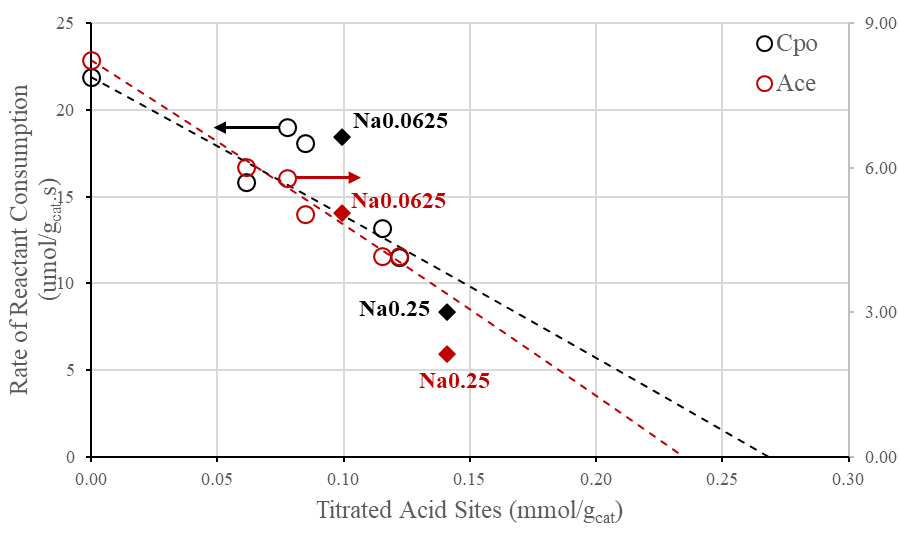 25
20
15
10
5
0
9.00
6.00
3.00
0.00
0.00
0.05
0.10
0.15
0.20
0.25
0.30
Rate of Reactant Consumption
(umol/gcat.s)
Titrated Acid Sites (mmol/gcat)
Cpo
Ace
Na0.0625
Na0.0625
Na0.25
Na0.25